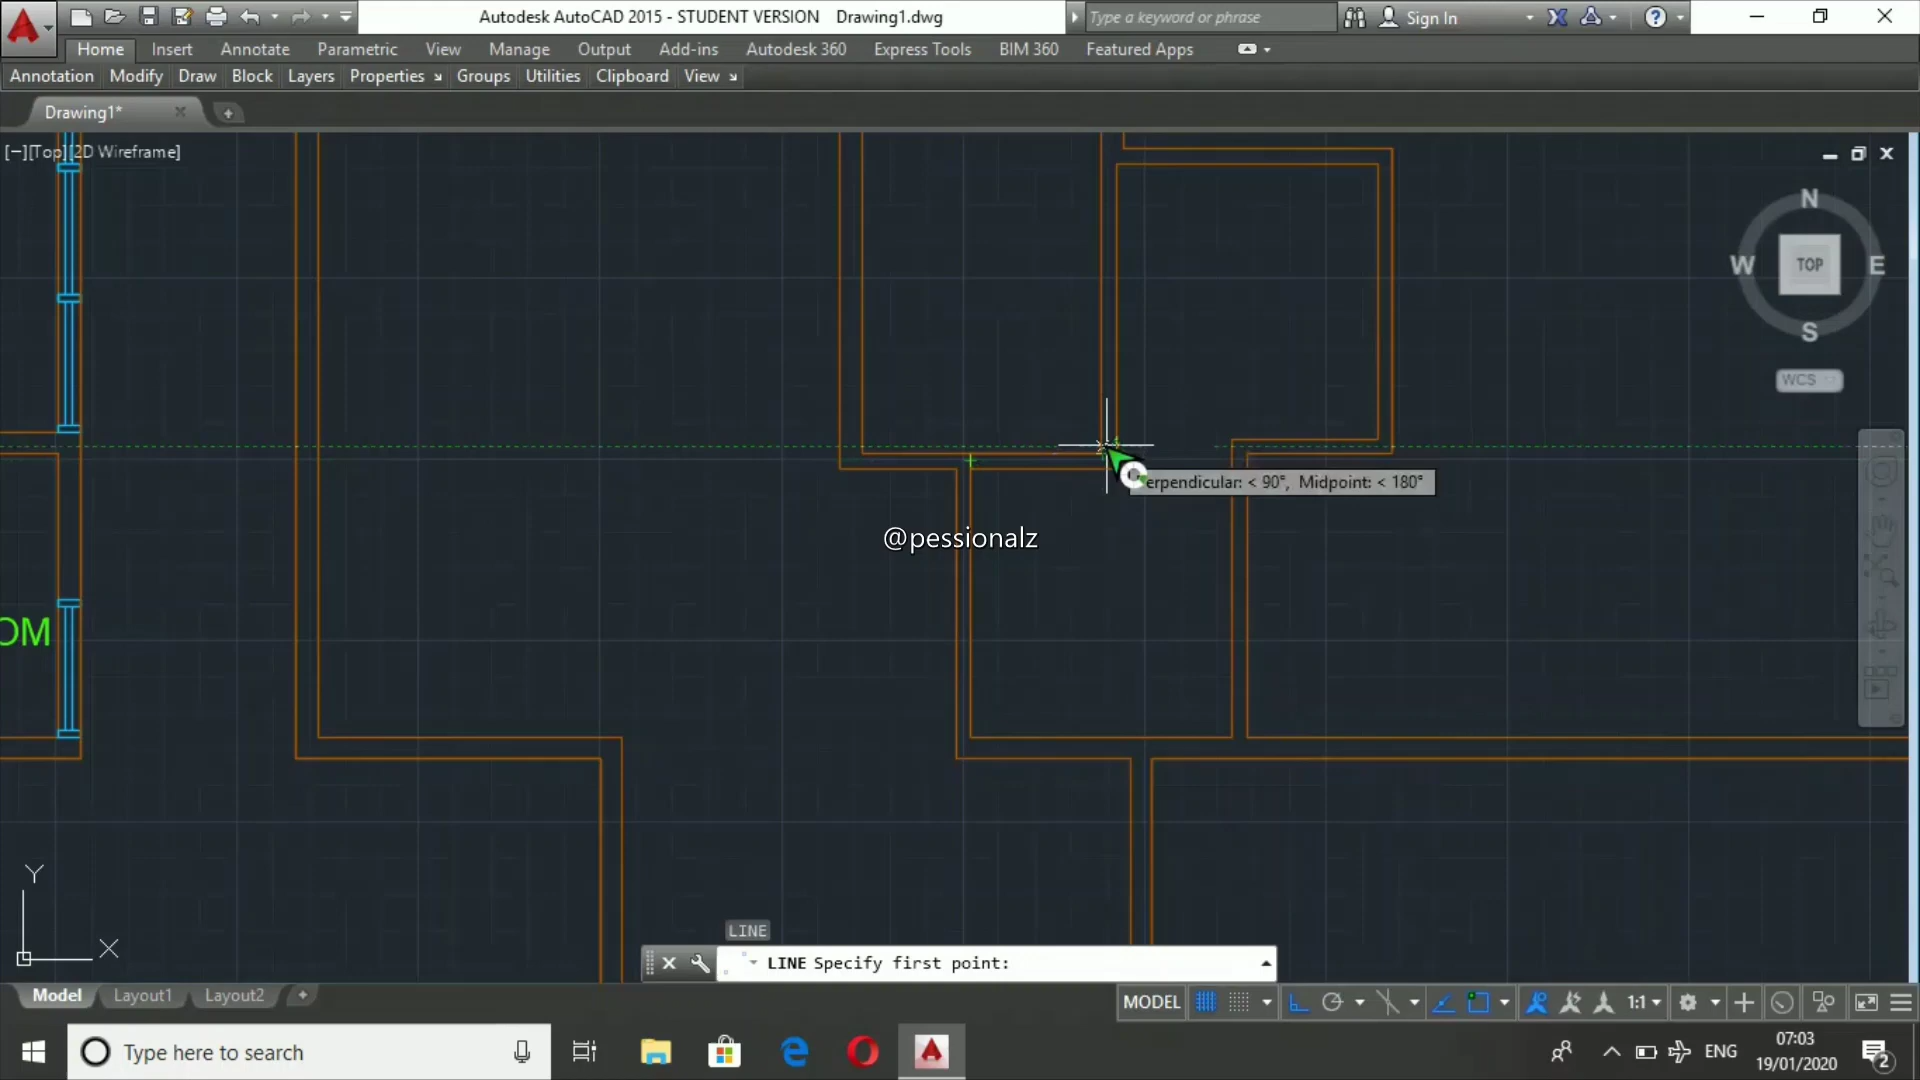 Autodesk AutoCAD 2015 - STUDENT VERSION Drawing1.dwg
Type a keyword or phrase
Sign In
Home Insert Annotate Parametric View Manage Output Add-ins Autodesk 360 Express Tools BIM 360 Featured Apps
Annotation Modify Draw Block Layers Properties Groups Utilities Clipboard View
Drawing1*
[−][Top][2D Wireframe]
N
W TOP E
S
WCS
erpendicular: < 90°, Midpoint: < 180°
@pessionalz
OM
Y
X
LINE
LINE Specify first point:
Model Layout1 Layout2
MODEL 1:1
Type here to search
ENG
07:03
19/01/2020
2